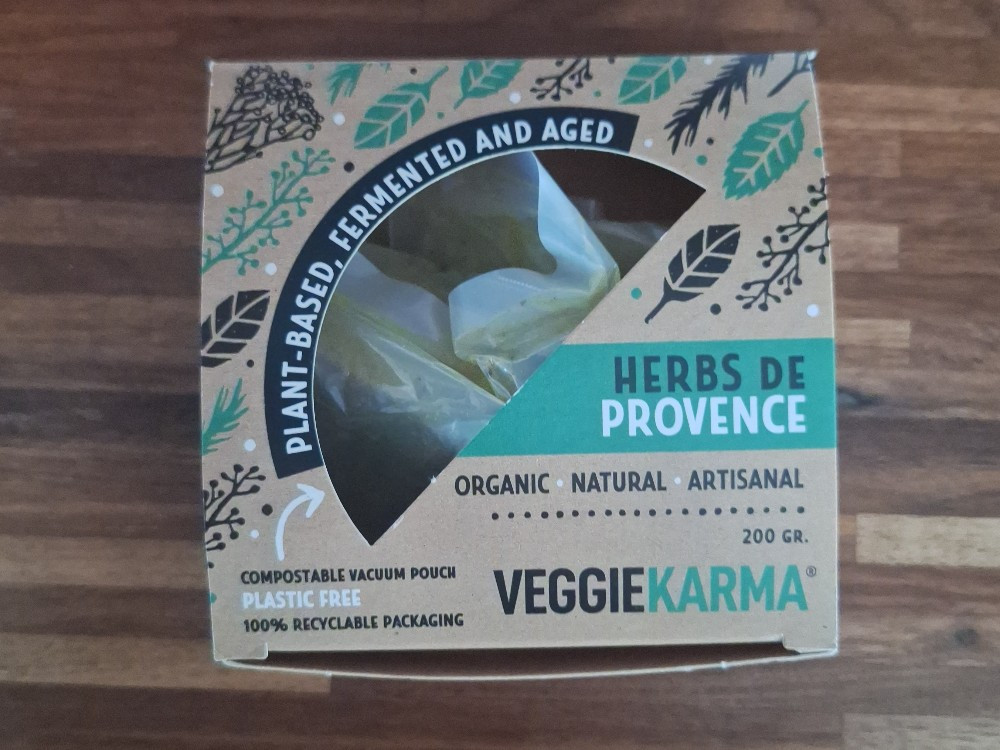 PLANT-BASED, FERMENTED AND AGED
HERBS DE
PROVENCE
ORGANIC • NATURAL • ARTISANAL
200 GR.
COMPOSTABLE VACUUM POUCH
PLASTIC FREE
100% RECYCLABLE PACKAGING
VEGGIEKARMA®